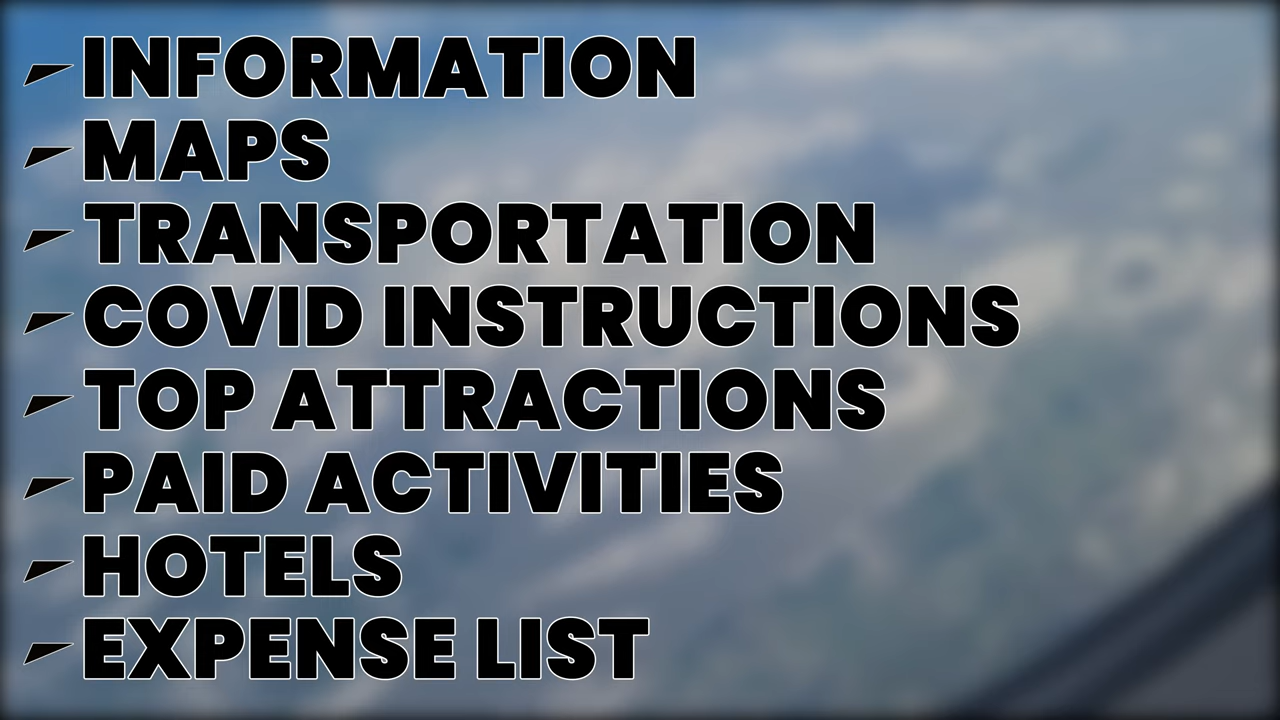 INFORMATION
MAPS
TRANSPORTATION
COVID INSTRUCTIONS
TOP ATTRACTIONS
PAID ACTIVITIES
HOTELS
EXPENSE LIST